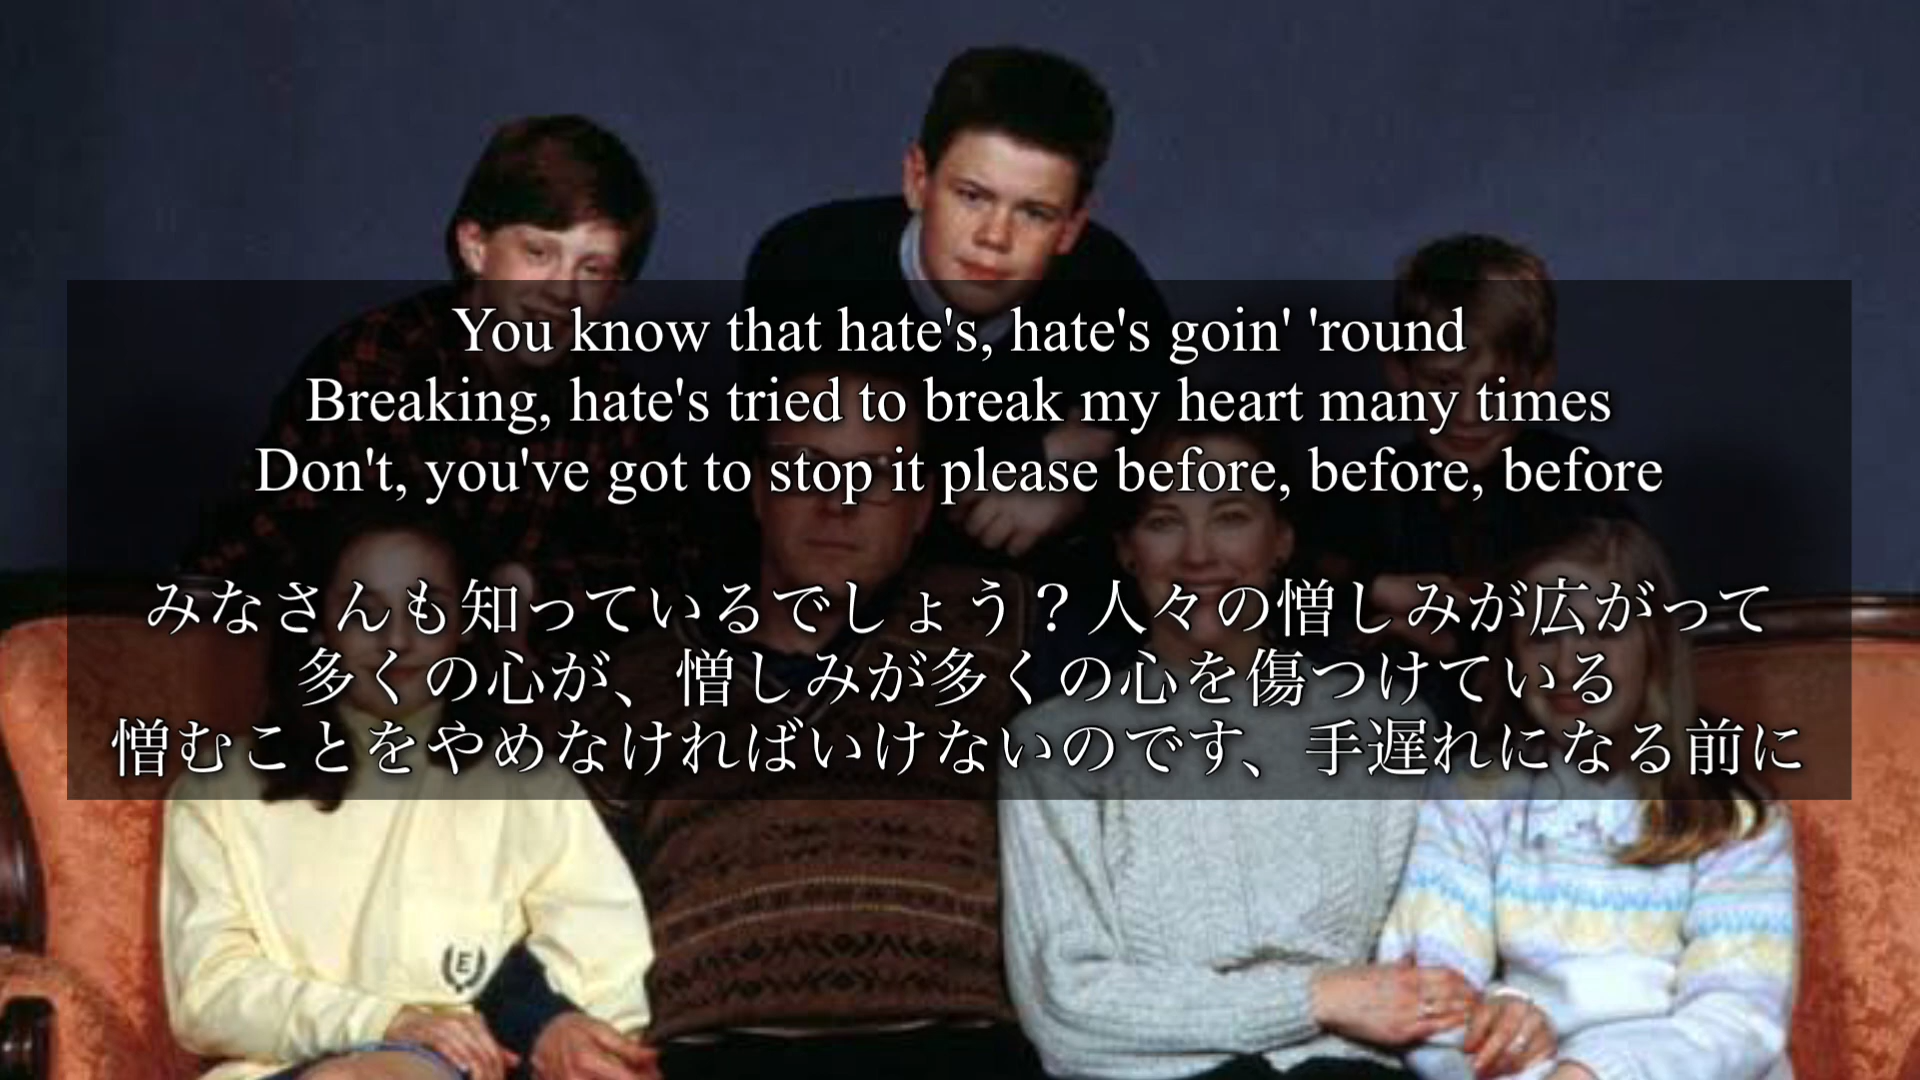 You know that hate's, hate's goin' 'round
Breaking, hate's tried to break my heart many times
Don't, you've got to stop it please before, before, before
みなさんも知っているでしょう？人々の憎しみが広がって
多くの心が、憎しみが多くの心を傷つけている
憎むことをやめなければいけないのです、手遅れになる前に
E